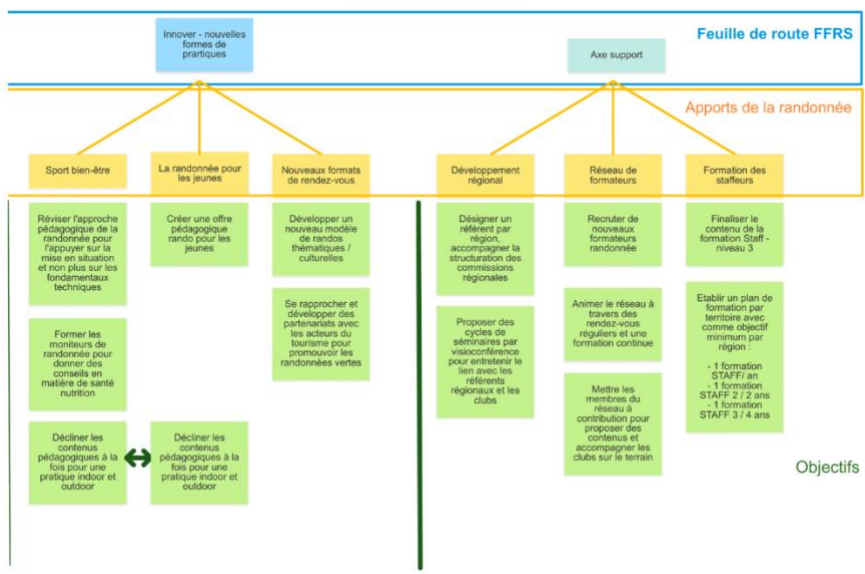 Innover - nouvelles
formes de
prartiques
Axe support
Feuille de route FFRS
Apports de la randonnée
Sport bien-être
La randonnée pour
les jeunes
Nouveaux formats
de rendez-vous
Développement
régional
Réseau de
formateurs
Formation des
staffeurs
Réviser l'approche
pédagogique de la
randonnée pour
l'appuyer sur la
mise en situation
et non plus sur les
fondamentaux
techniques
Créer une offre
pédagogique
rando pour les
jeunes
Développer un
nouveau modèle
de randos
thématiques /
culturelles
Désigner un
référent par
région,
accompagner la
structuration des
commissions
régionales
Recruter de
nouveaux
formateurs
randonnée
Finaliser le
contenu de la
formation Staff -
niveau 3
Former les
moniteurs de
randonnée pour
donner des
conseils en
matière de santé
nutrition
Se rapprocher et
développer des
partenariats avec
les acteurs du
tourisme pour
promouvoir les
randonnées vertes
Proposer des
cycles de
séminaires par
visioconférence
pour entretenir le
lien avec les
référents
régionaux et les
clubs
Animer le réseau à
travers des
rendez-vous
réguliers et une
formation continue
Etablir un plan de
formation par
territoire avec
comme objectif
minimum par
région :
- 1 formation
STAFF/ an
- 1 formation
STAFF 2 / 2 ans
- 1 formation
STAFF 3 / 4 ans
Décliner les
contenus
pédagogiques à la
fois pour une
pratique indoor et
outdoor
Décliner les
contenus
pédagogiques à la
fois pour une
pratique indoor et
outdoor
Mettre les
membres du
réseau à
contribution pour
proposer des
contenus et
accompagner les
clubs sur le terrain
Objectifs